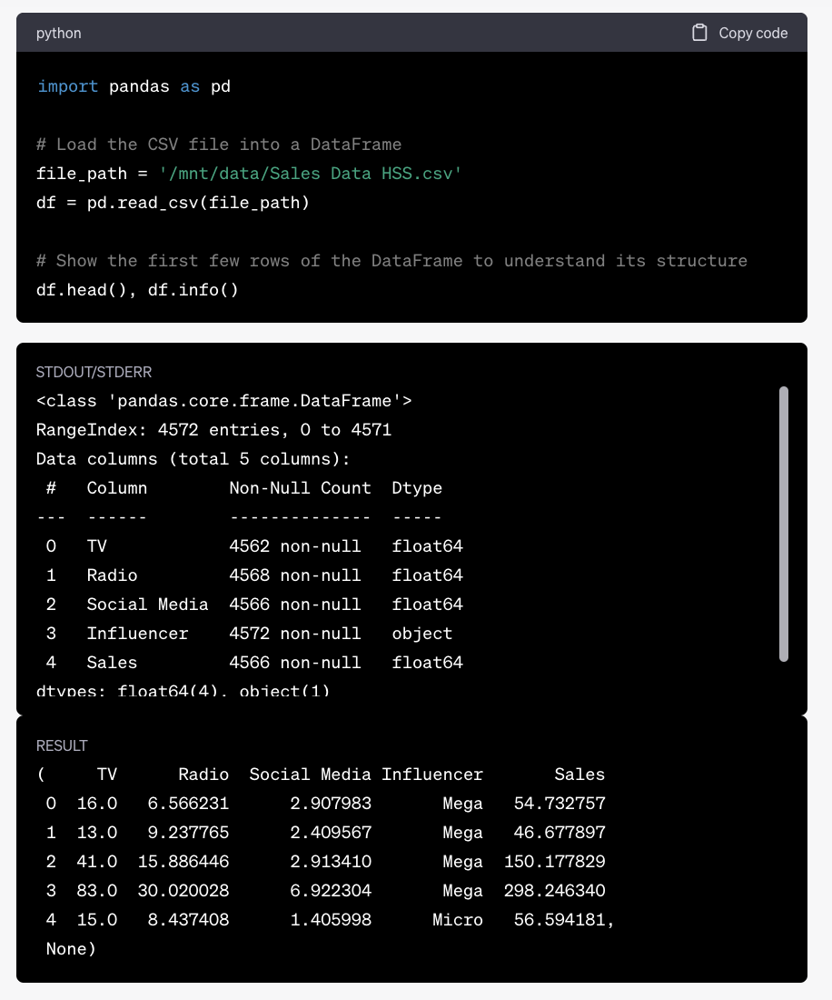 python
Copy code
import pandas as pd
# Load the CSV file into a DataFrame
file_path = '/mnt/data/Sales Data HSS.csv'
df = pd.read_csv(file_path)
# Show the first few rows of the DataFrame to understand its structure
df.head(), df.info()
STDOUT/STDERR
<class 'pandas.core.frame.DataFrame'>
RangeIndex: 4572 entries, 0 to 4571
Data columns (total 5 columns):
 #   Column        Non-Null Count  Dtype
---  ------        --------------  -----
 0   TV            4562 non-null   float64
 1   Radio         4568 non-null   float64
 2   Social Media  4566 non-null   float64
 3   Influencer    4572 non-null   object
 4   Sales         4566 non-null   float64
dtypes: float64(4), object(1)
RESULT
(     TV      Radio  Social Media Influencer       Sales
 0  16.0   6.566231      2.907983       Mega   54.732757
 1  13.0   9.237765      2.409567       Mega   46.677897
 2  41.0  15.886446      2.913410       Mega  150.177829
 3  83.0  30.020028      6.922304       Mega  298.246340
 4  15.0   8.437408      1.405998      Micro   56.594181,
 None)